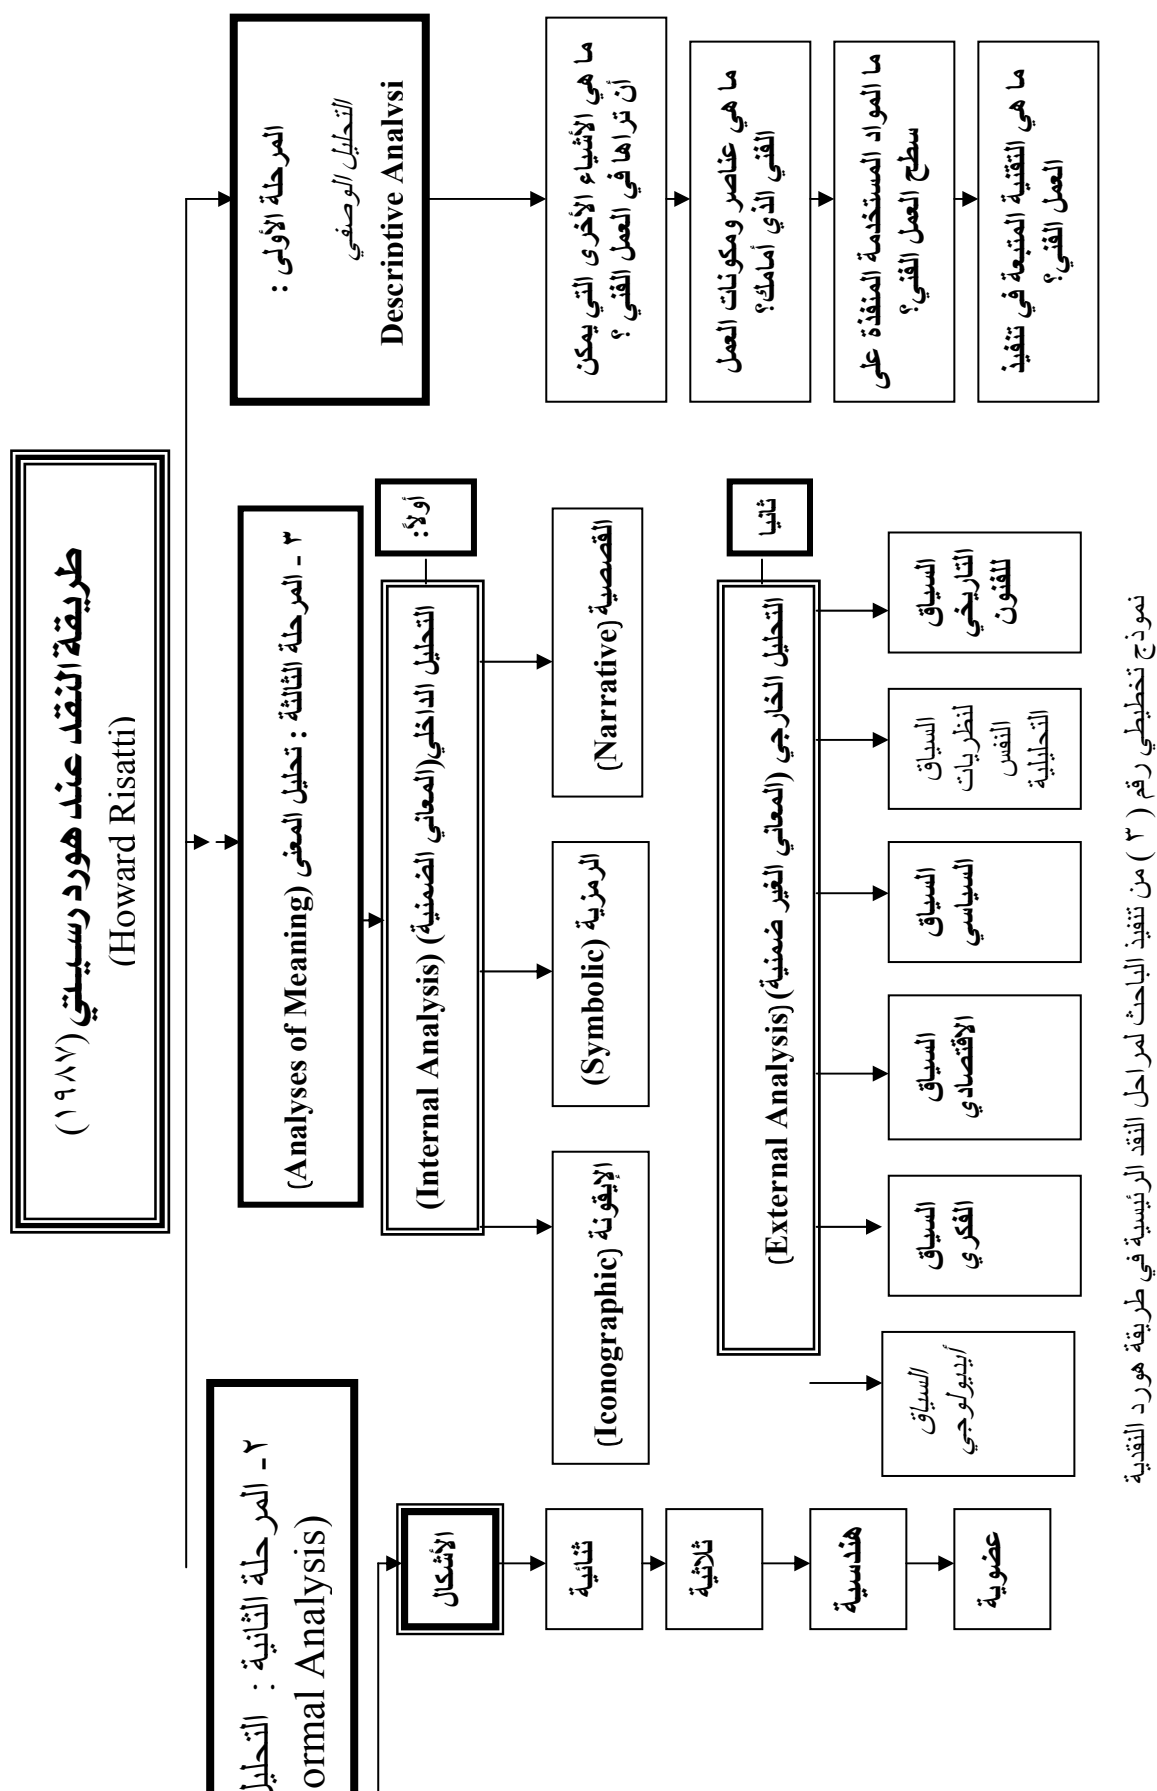 طريقة النقد عند هورد رسيتي (١٩٨٧)
(Howard Risatti)
المرحلة الأولى :
التحليل الوصفي
Descriptive Analysi
ما هي الأشياء الأخرى التي يمكن
أن تراها في العمل الفني ؟
ما هي عناصر ومكونات العمل
الفني الذي أمامك؟
ما المواد المستخدمة المنفذة على
سطح العمل الفني؟
ما هي التقنية المتبعة في تنفيذ
العمل الفني؟
٣ - المرحلة الثالثة : تحليل المعنى (Analyses of Meaning)
أولاً:
التحليل الداخلي(المعاني الضمنية) (Internal Analysis)
القصصية (Narrative)
الرمزية (Symbolic)
الإيقونة (Iconographic)
ثانيا
التحليل الخارجي (المعاني الغير ضمنية) (External Analysis)
السياق
التاريخي
للفنون
السياق
لنظريات
النفس
التحليلية
السياق
السياسي
السياق
الاقتصادي
السياق
الفكري
السياق
أيبيولوجي
٢- المرحلة الثانية : التحليل
ormal Analysis)
الأشكال
ثنائية
ثلاثية
هندسية
عضوية
نموذج تخطيطي رقم ( ٣ ) من تنفيذ الباحث لمراحل النقد الرئيسية في طريقة هورد النقدية